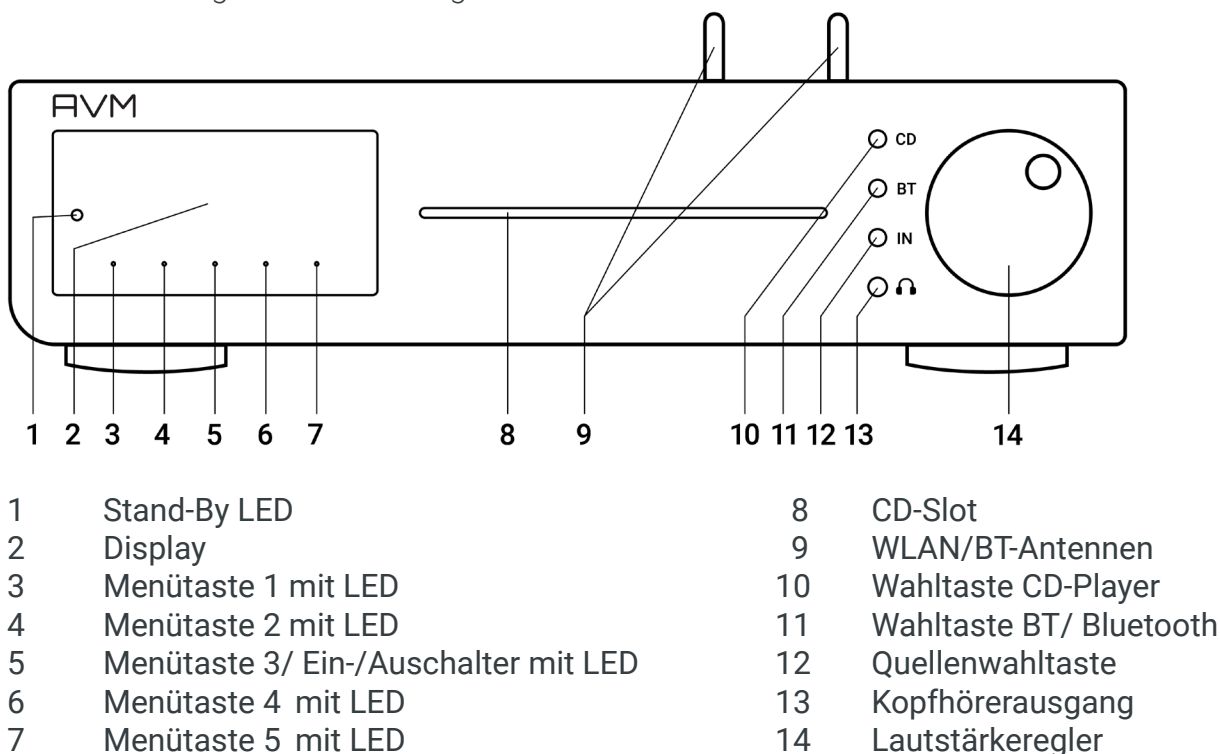 AVM
CD
BT
IN
1 2 3 4 5 6 7 8 9 10 11 12 13 14
1 Stand-By LED
2 Display
3 Menütaste 1 mit LED
4 Menütaste 2 mit LED
5 Menütaste 3/ Ein-/Auschalter mit LED
6 Menütaste 4 mit LED
7 Menütaste 5 mit LED
8 CD-Slot
9 WLAN/BT-Antennen
10 Wahltaste CD-Player
11 Wahltaste BT/ Bluetooth
12 Quellenwahltaste
13 Kopfhörerausgang
14 Lautstärkeregler